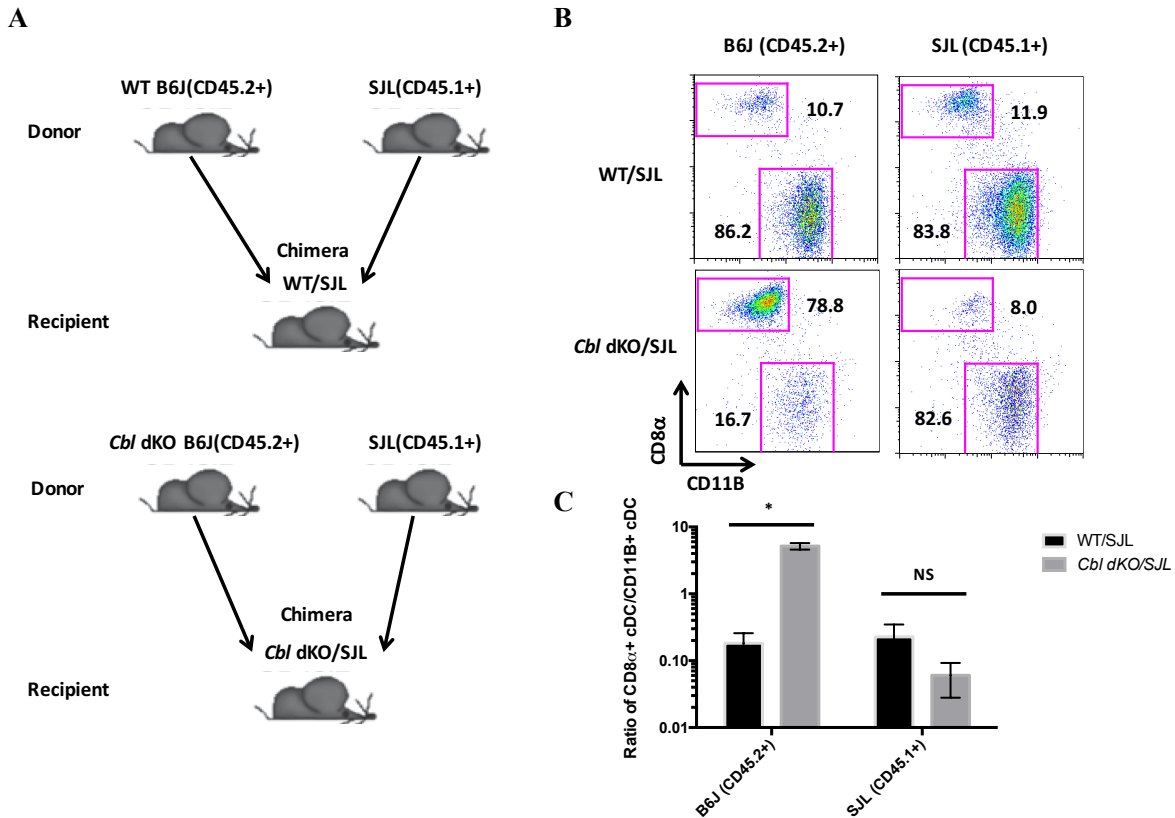 A
WT B6J(CD45.2+)
SJL(CD45.1+)
Donor
Chimera
WT/SJL
Recipient
Cbl dKO B6J(CD45.2+)
SJL(CD45.1+)
Donor
Chimera
Cbl dKO/SJL
Recipient
B
B6J (CD45.2+)
SJL (CD45.1+)
WT/SJL
10.7
86.2
11.9
83.8
Cbl dKO/SJL
78.8
16.7
8.0
82.6
CD8α
CD11B
C
Ratio of CD8α+ cDC/CD11B+ cDC
10
1
0.10
0.01
*
NS
B6J (CD45.2+)
SJL (CD45.1+)
WT/SJL
Cbl dKO/SJL